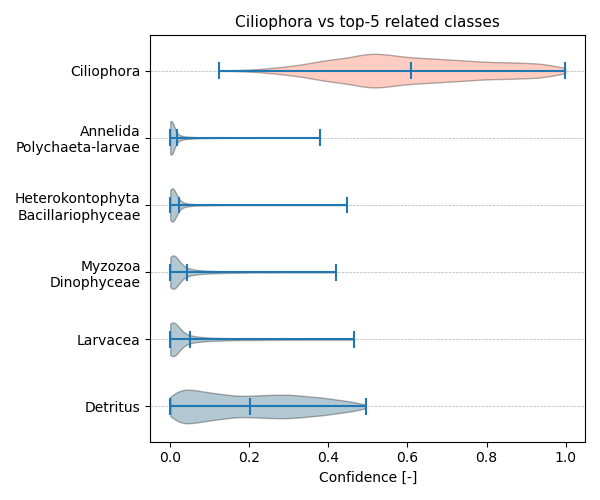 Ciliophora vs top-5 related classes
Ciliophora
Annelida
Polychaeta-larvae
Heterokontophyta
Bacillariophyceae
Myzozoa
Dinophyceae
Larvacea
Detritus
0.0 0.2 0.4 0.6 0.8 1.0
Confidence [-]